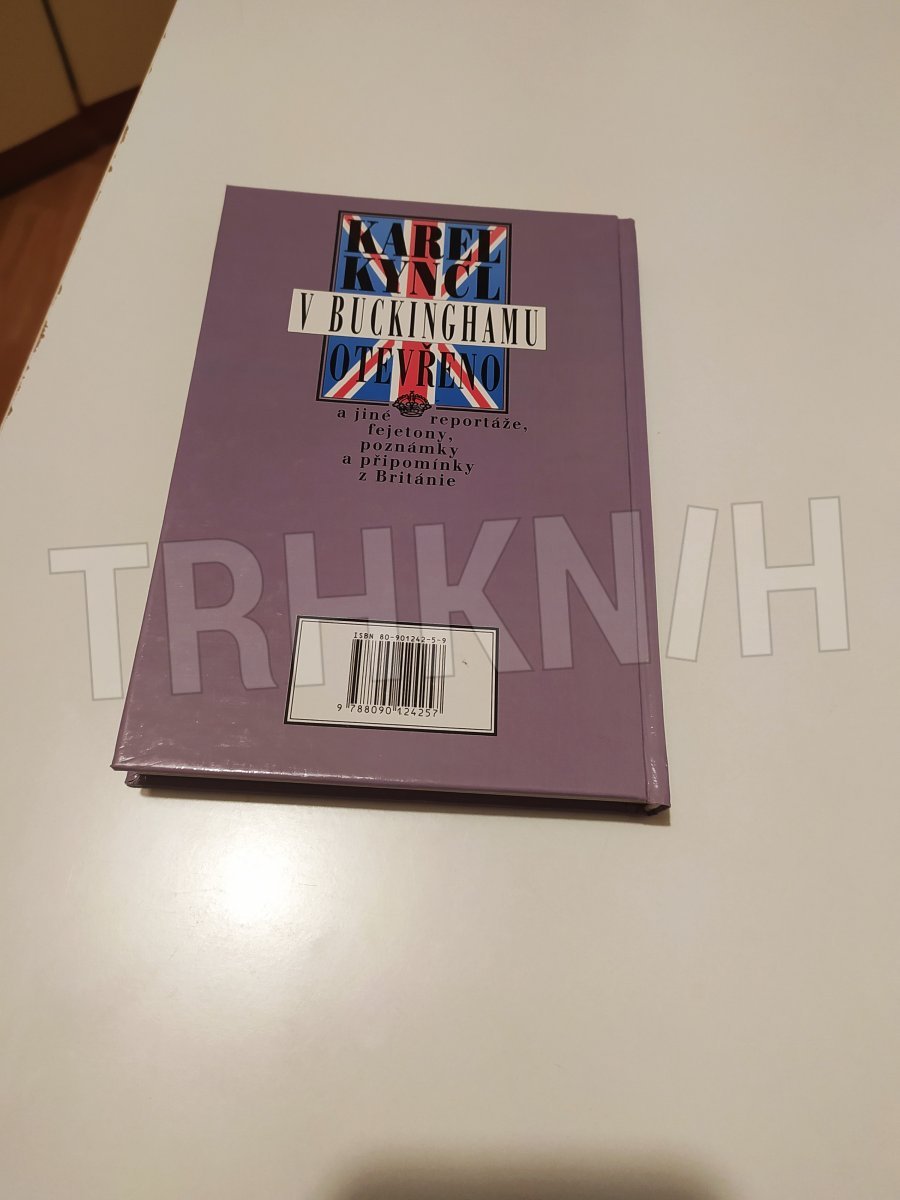 KAREL
KYNCL
V BUCKINGHAMU
OTEVŘENO
a jiné reportáže,
fejetony,
poznámky
a připomínky
z Británie
TRHKNIH
ISBN 80-901242-5-9
9 788090 124257